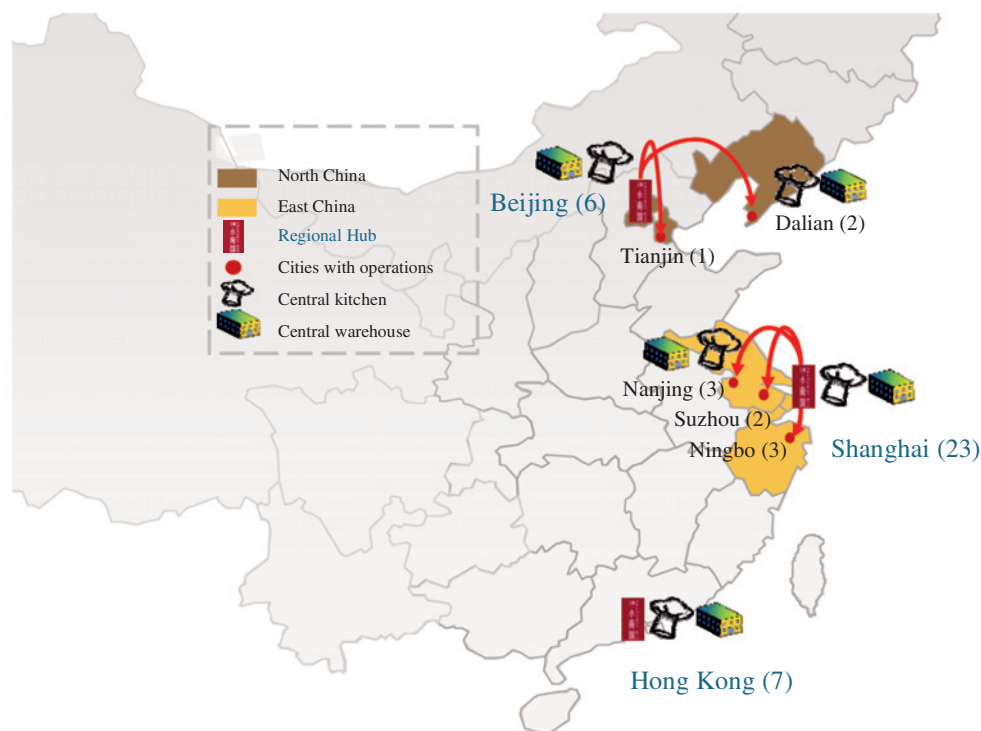 North China
East China
Regional Hub
Cities with operations
Central kitchen
Central warehouse
Beijing (6)
Dalian (2)
Tianjin (1)
Nanjing (3)
Suzhou (2)
Ningbo (3)
Shanghai (23)
Hong Kong (7)